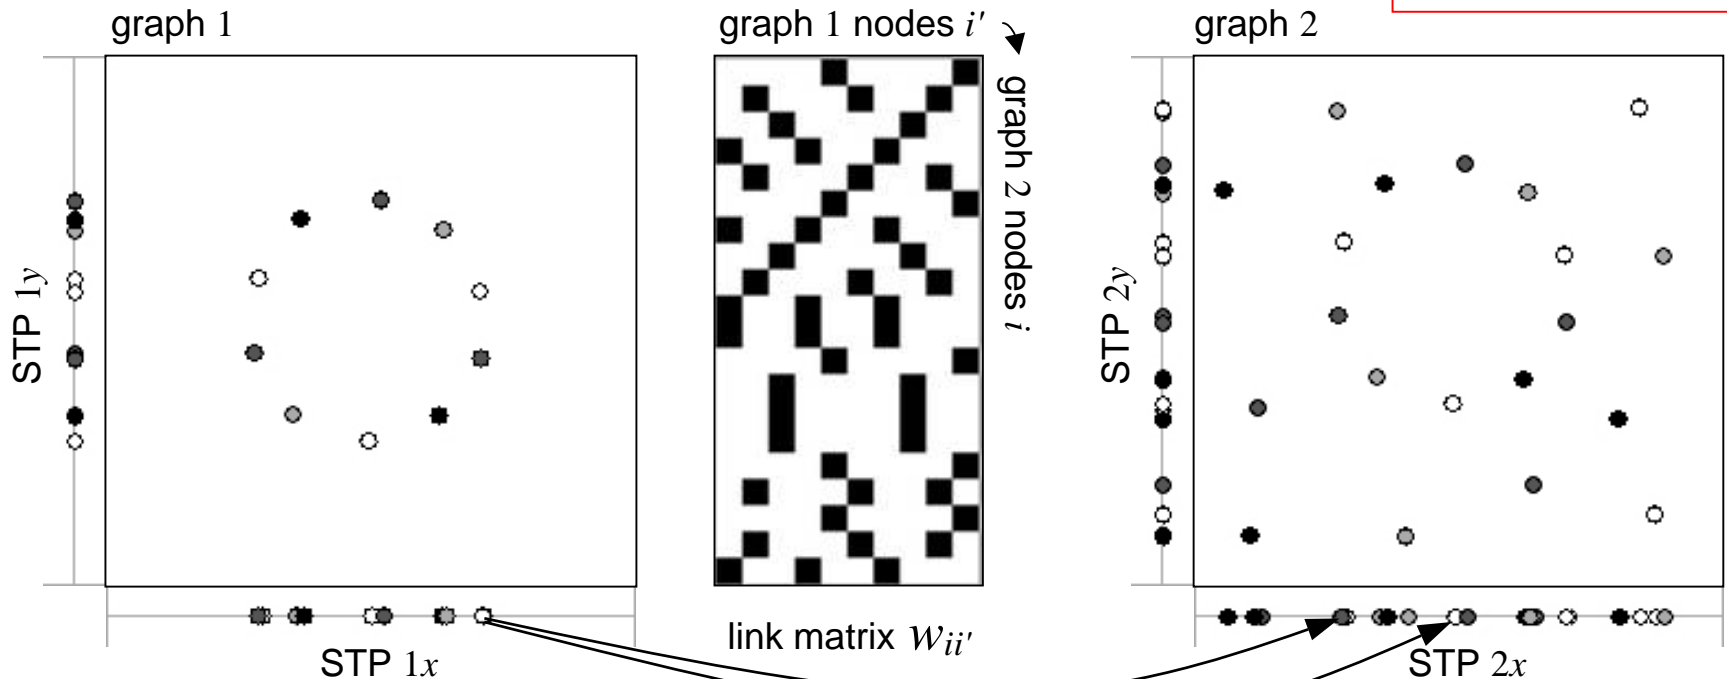 graph 1
graph 1 nodes i'
graph 2
graph 2 nodes i
STP 1y
STP 2y
link matrix wii'
STP 1x
STP 2x